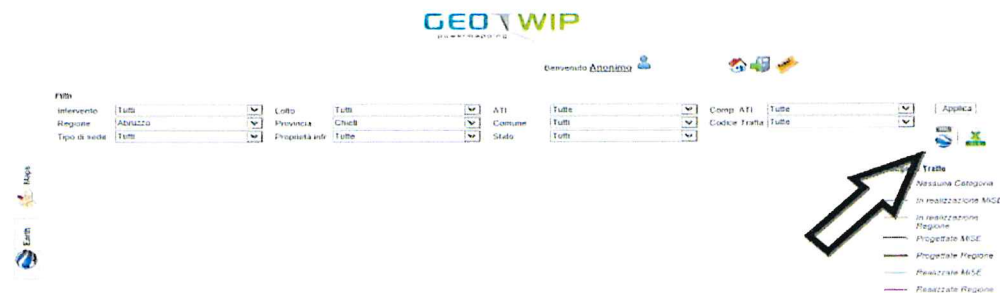 GEO WIP
powermapping
Benvenuto Anonimo
Filtri
Intervento Tutti Lotto Tutti ATI Tutte Comp. ATI Tutte Applica
Regione Abruzzo Provincia Chieti Comune Tutti Codice Tratta Tutte
Tipo di sede Tutti Proprietà infr Tutte Stato Tutti
Maps
Earth
Tratte
Nessuna Categoria
In realizzazione MiSE
In realizzazione
Regione
Progettate MiSE
Progettate Regione
Realizzate MiSE
Realizzate Regione